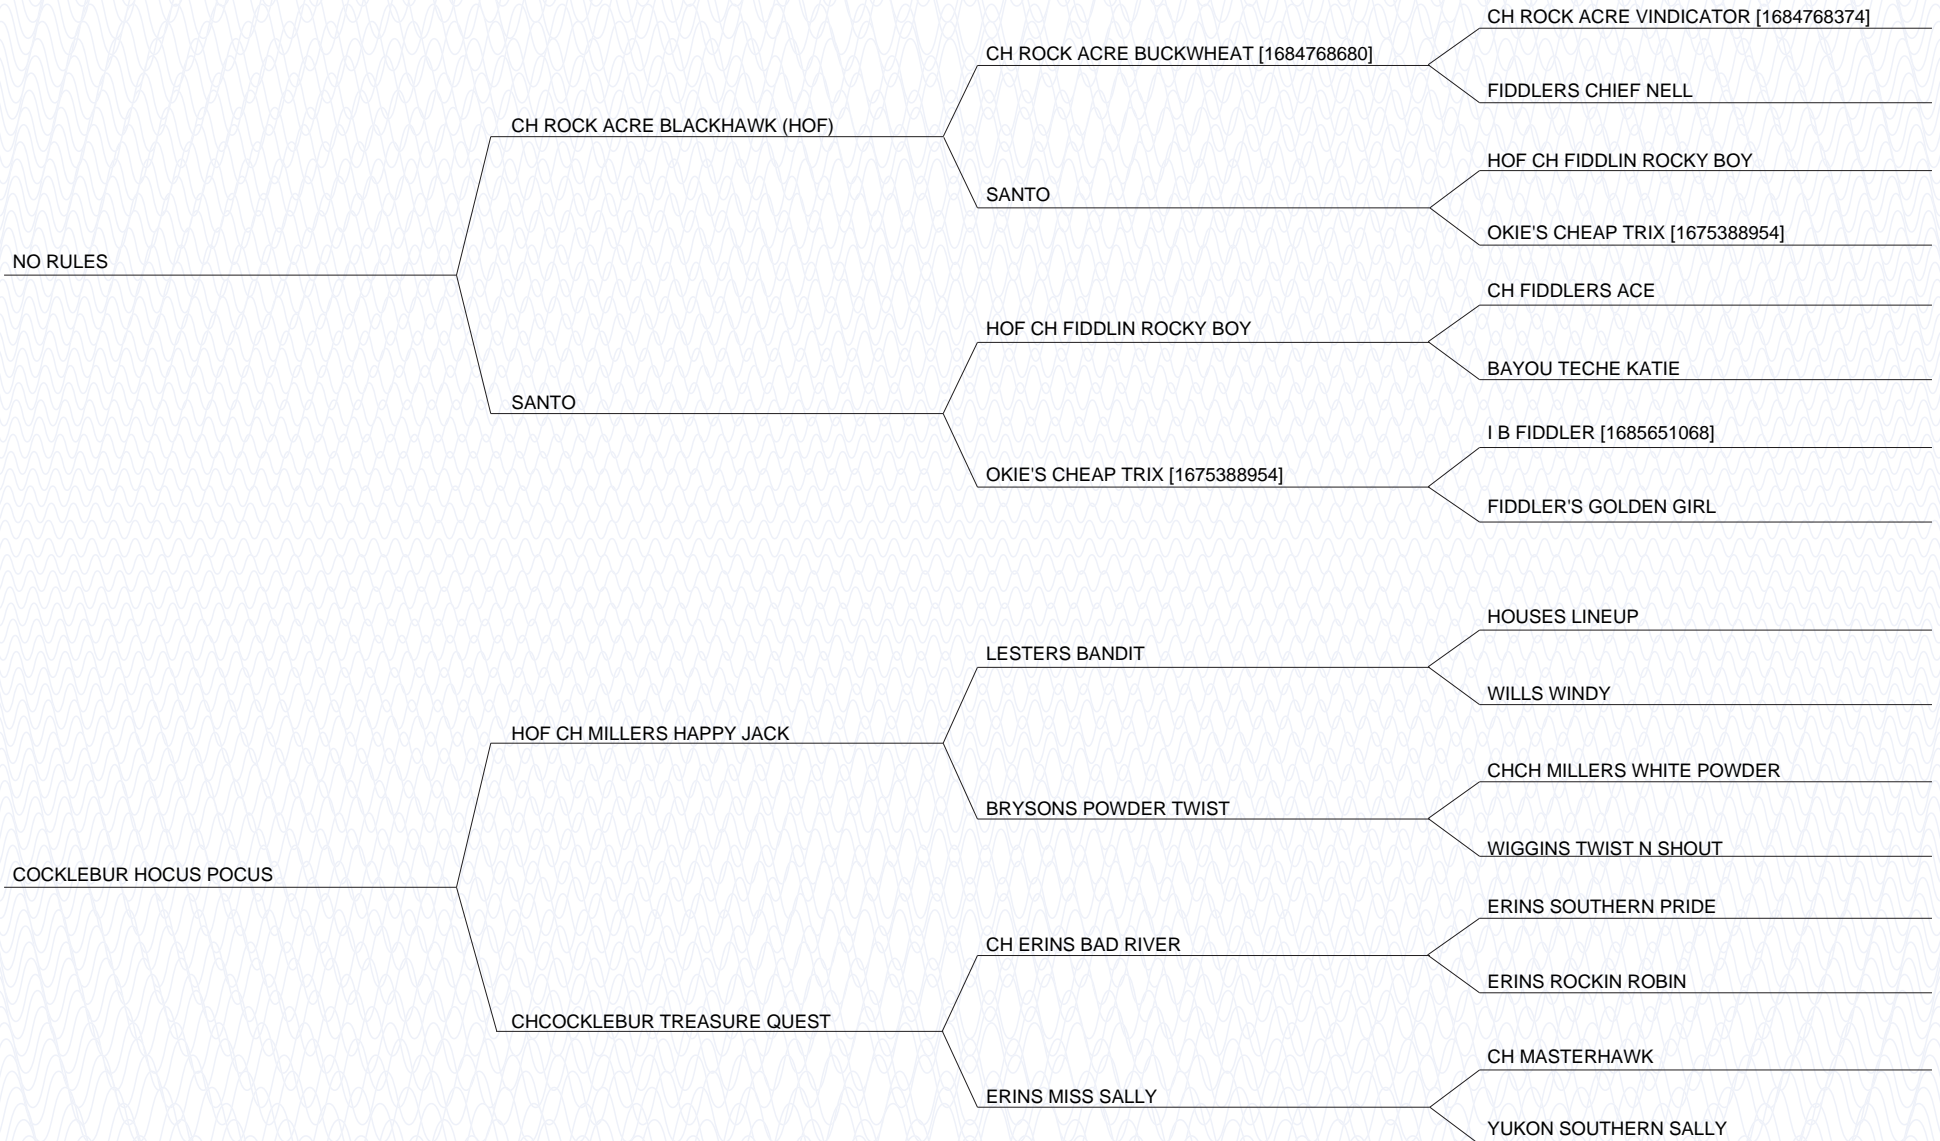 CH ROCK ACRE VINDICATOR [1684768374]
CH ROCK ACRE BUCKWHEAT [1684768680]
FIDDLERS CHIEF NELL
CH ROCK ACRE BLACKHAWK (HOF)
HOF CH FIDDLIN ROCKY BOY
SANTO
OKIE'S CHEAP TRIX [1675388954]
NO RULES
CH FIDDLERS ACE
HOF CH FIDDLIN ROCKY BOY
BAYOU TECHE KATIE
SANTO
I B FIDDLER [1685651068]
OKIE'S CHEAP TRIX [1675388954]
FIDDLER'S GOLDEN GIRL
HOUSES LINEUP
LESTERS BANDIT
WILLS WINDY
HOF CH MILLERS HAPPY JACK
CHCH MILLERS WHITE POWDER
BRYSONS POWDER TWIST
WIGGINS TWIST N SHOUT
COCKLEBUR HOCUS POCUS
ERINS SOUTHERN PRIDE
CH ERINS BAD RIVER
ERINS ROCKIN ROBIN
CHCOCKLEBUR TREASURE QUEST
CH MASTERHAWK
ERINS MISS SALLY
YUKON SOUTHERN SALLY